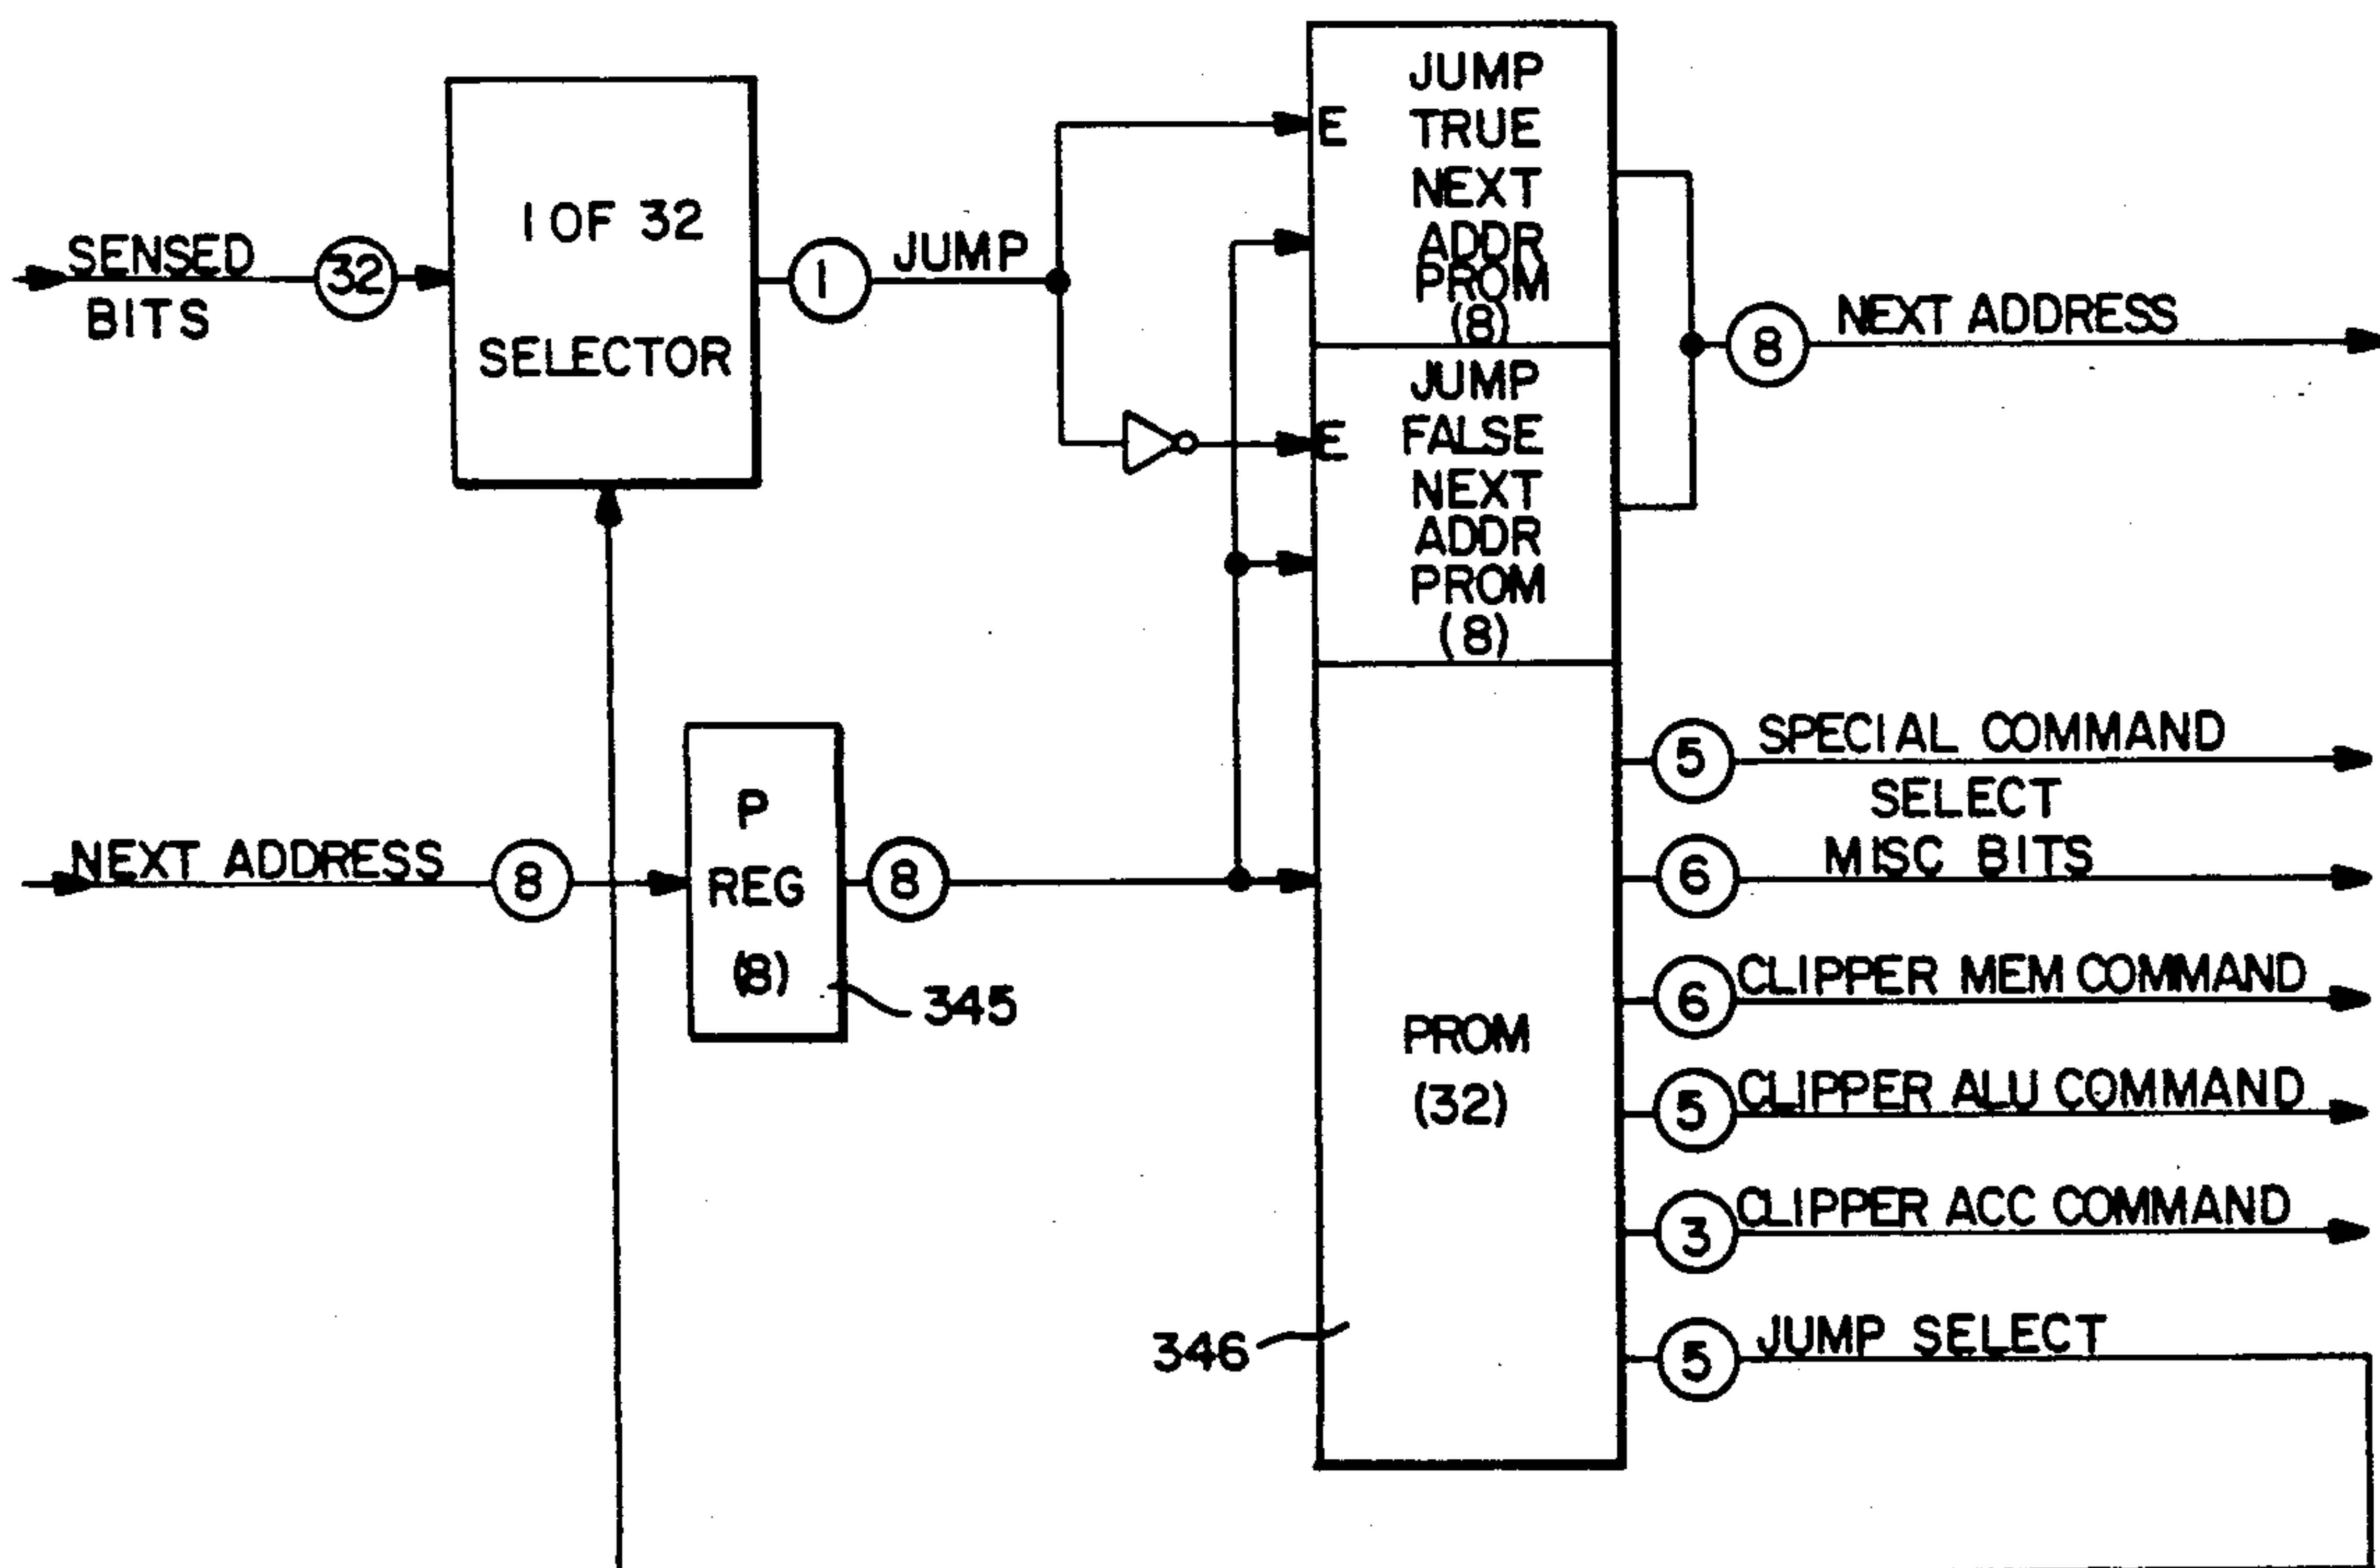 SENSED
BITS
32
1 OF 32
SELECTOR
1
JUMP
E
JUMP
TRUE
NEXT
ADDR
PROM
(8)
E
JUMP
FALSE
NEXT
ADDR
PROM
(8)
8
NEXT ADDRESS
NEXT ADDRESS
8
P
REG
(8)
345
8
PROM
(32)
346
5
SPECIAL COMMAND
SELECT
6
MISC BITS
6
CLIPPER MEM COMMAND
5
CLIPPER ALU COMMAND
3
CLIPPER ACC COMMAND
5
JUMP SELECT